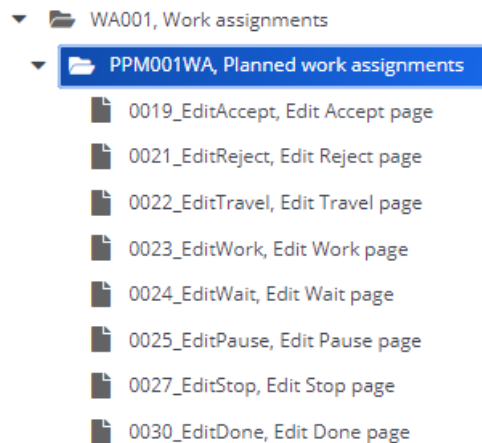 WA001, Work assignments
PPM001WA, Planned work assignments
0019_EditAccept, Edit Accept page
0021_EditReject, Edit Reject page
0022_EditTravel, Edit Travel page
0023_EditWork, Edit Work page
0024_EditWait, Edit Wait page
0025_EditPause, Edit Pause page
0027_EditStop, Edit Stop page
0030_EditDone, Edit Done page